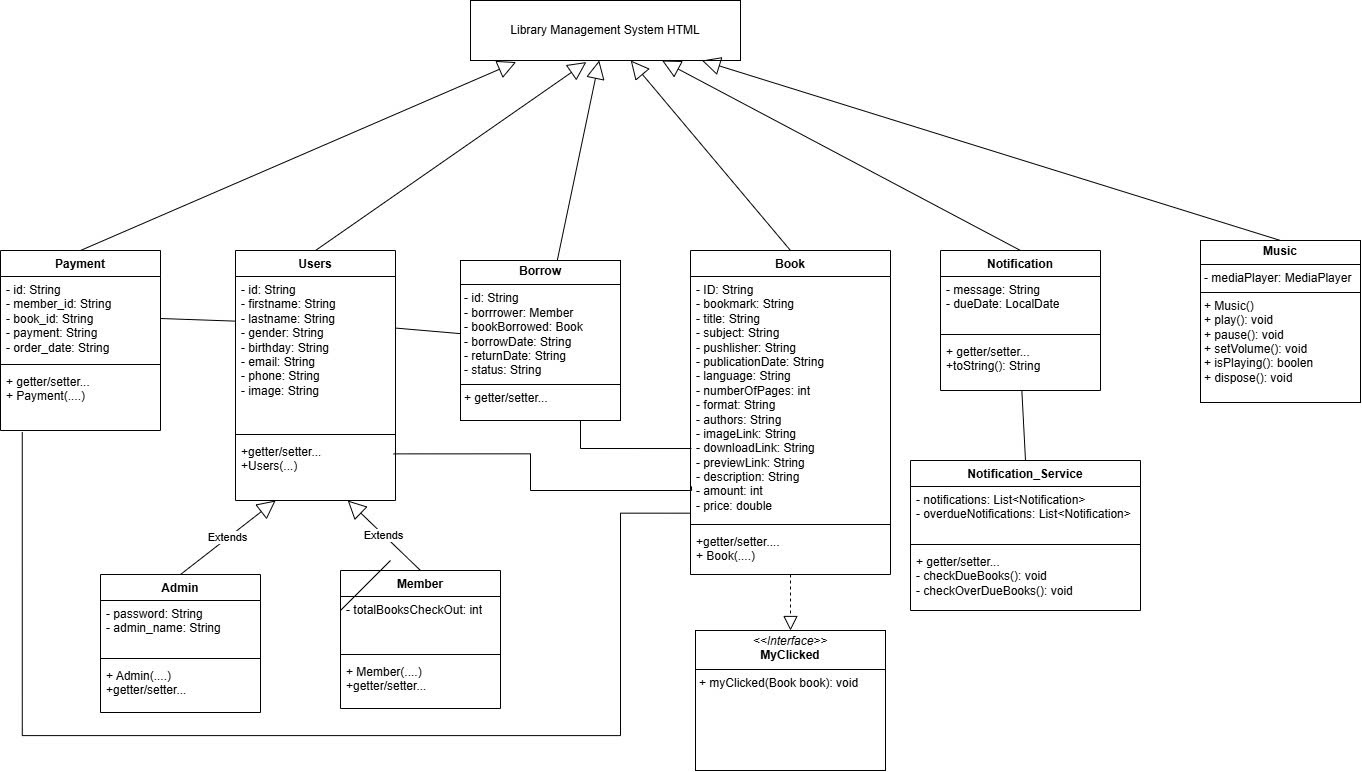 Library Management System HTML
Payment
- id: String
- member_id: String
- book_id: String
- payment: String
- order_date: String
+ getter/setter...
+ Payment(....)
Users
- id: String
- firstname: String
- lastname: String
- gender: String
- birthday: String
- email: String
- phone: String
- image: String
+getter/setter...
+Users(...)
Borrow
- id: String
- borrrower: Member
- bookBorrowed: Book
- borrowDate: String
- returnDate: String
- status: String
+ getter/setter...
Book
- ID: String
- bookmark: String
- title: String
- subject: String
- pushlisher: String
- publicationDate: String
- language: String
- numberOfPages: int
- format: String
- authors: String
- imageLink: String
- downloadLink: String
- previewLink: String
- description: String
- amount: int
- price: double
+getter/setter....
+ Book(....)
Notification
- message: String
- dueDate: LocalDate
+ getter/setter...
+toString(): String
Music
- mediaPlayer: MediaPlayer
+ Music()
+ play(): void
+ pause(): void
+ setVolume(): void
+ isPlaying(): boolen
+ dispose(): void
Notification_Service
- notifications: List<Notification>
- overdueNotifications: List<Notification>
+ getter/setter...
- checkDueBooks(): void
- checkOverDueBooks(): void
Extends
Extends
Admin
- password: String
- admin_name: String
+ Admin(....)
+getter/setter...
Member
- totalBooksCheckOut: int
+ Member(....)
+getter/setter...
<<Interface>>
MyClicked
+ myClicked(Book book): void